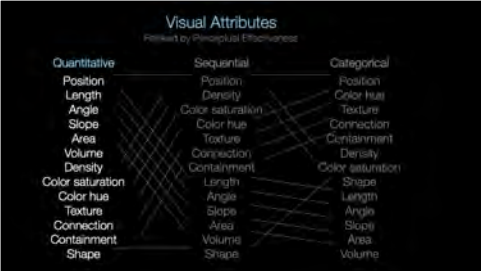 Visual Attributes
Ranked by Perceptual Effectiveness
Quantitative Sequential Categorical
Position Position Position
Length Density Color hue
Angle Color saturation Texture
Slope Color hue Connection
Area Texture Containment
Volume Connection Density
Density Containment Color saturation
Color saturation Length Shape
Color hue Angle Length
Texture Slope Angle
Connection Area Slope
Containment Volume Area
Shape Shape Volume